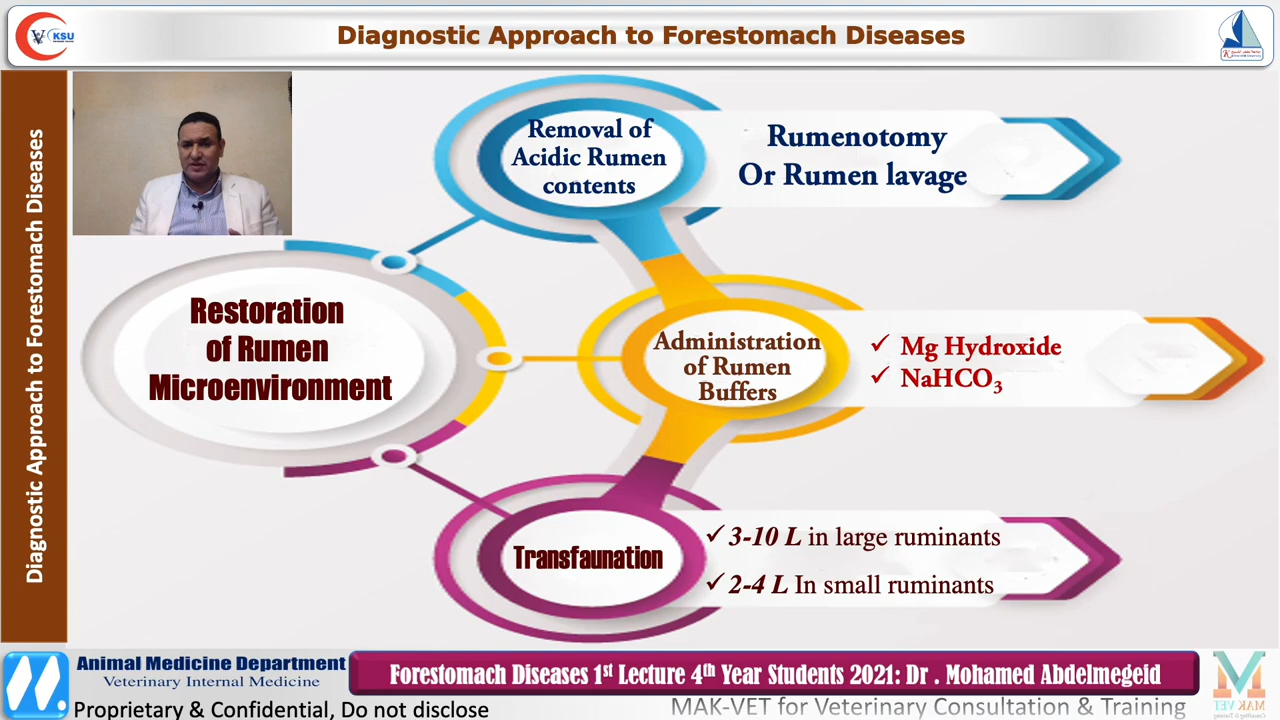 KSU
Diagnostic Approach to Forestomach Diseases
Diagnostic Approach to Forestomach Diseases
Removal of
Acidic Rumen
contents
Rumenotomy
Or Rumen lavage
Restoration
of Rumen
Microenvironment
Administration
of Rumen
Buffers
✓ Mg Hydroxide
✓ NaHCO₃
Transfaunation
✓ 3-10 L in large ruminants
✓ 2-4 L In small ruminants
Animal Medicine Department
Veterinary Internal Medicine
Forestomach Diseases 1st Lecture 4th Year Students 2021: Dr . Mohamed Abdelmegeid
Proprietary & Confidential, Do not disclose
MAK-VET for Veterinary Consultation & Training
MAK VET